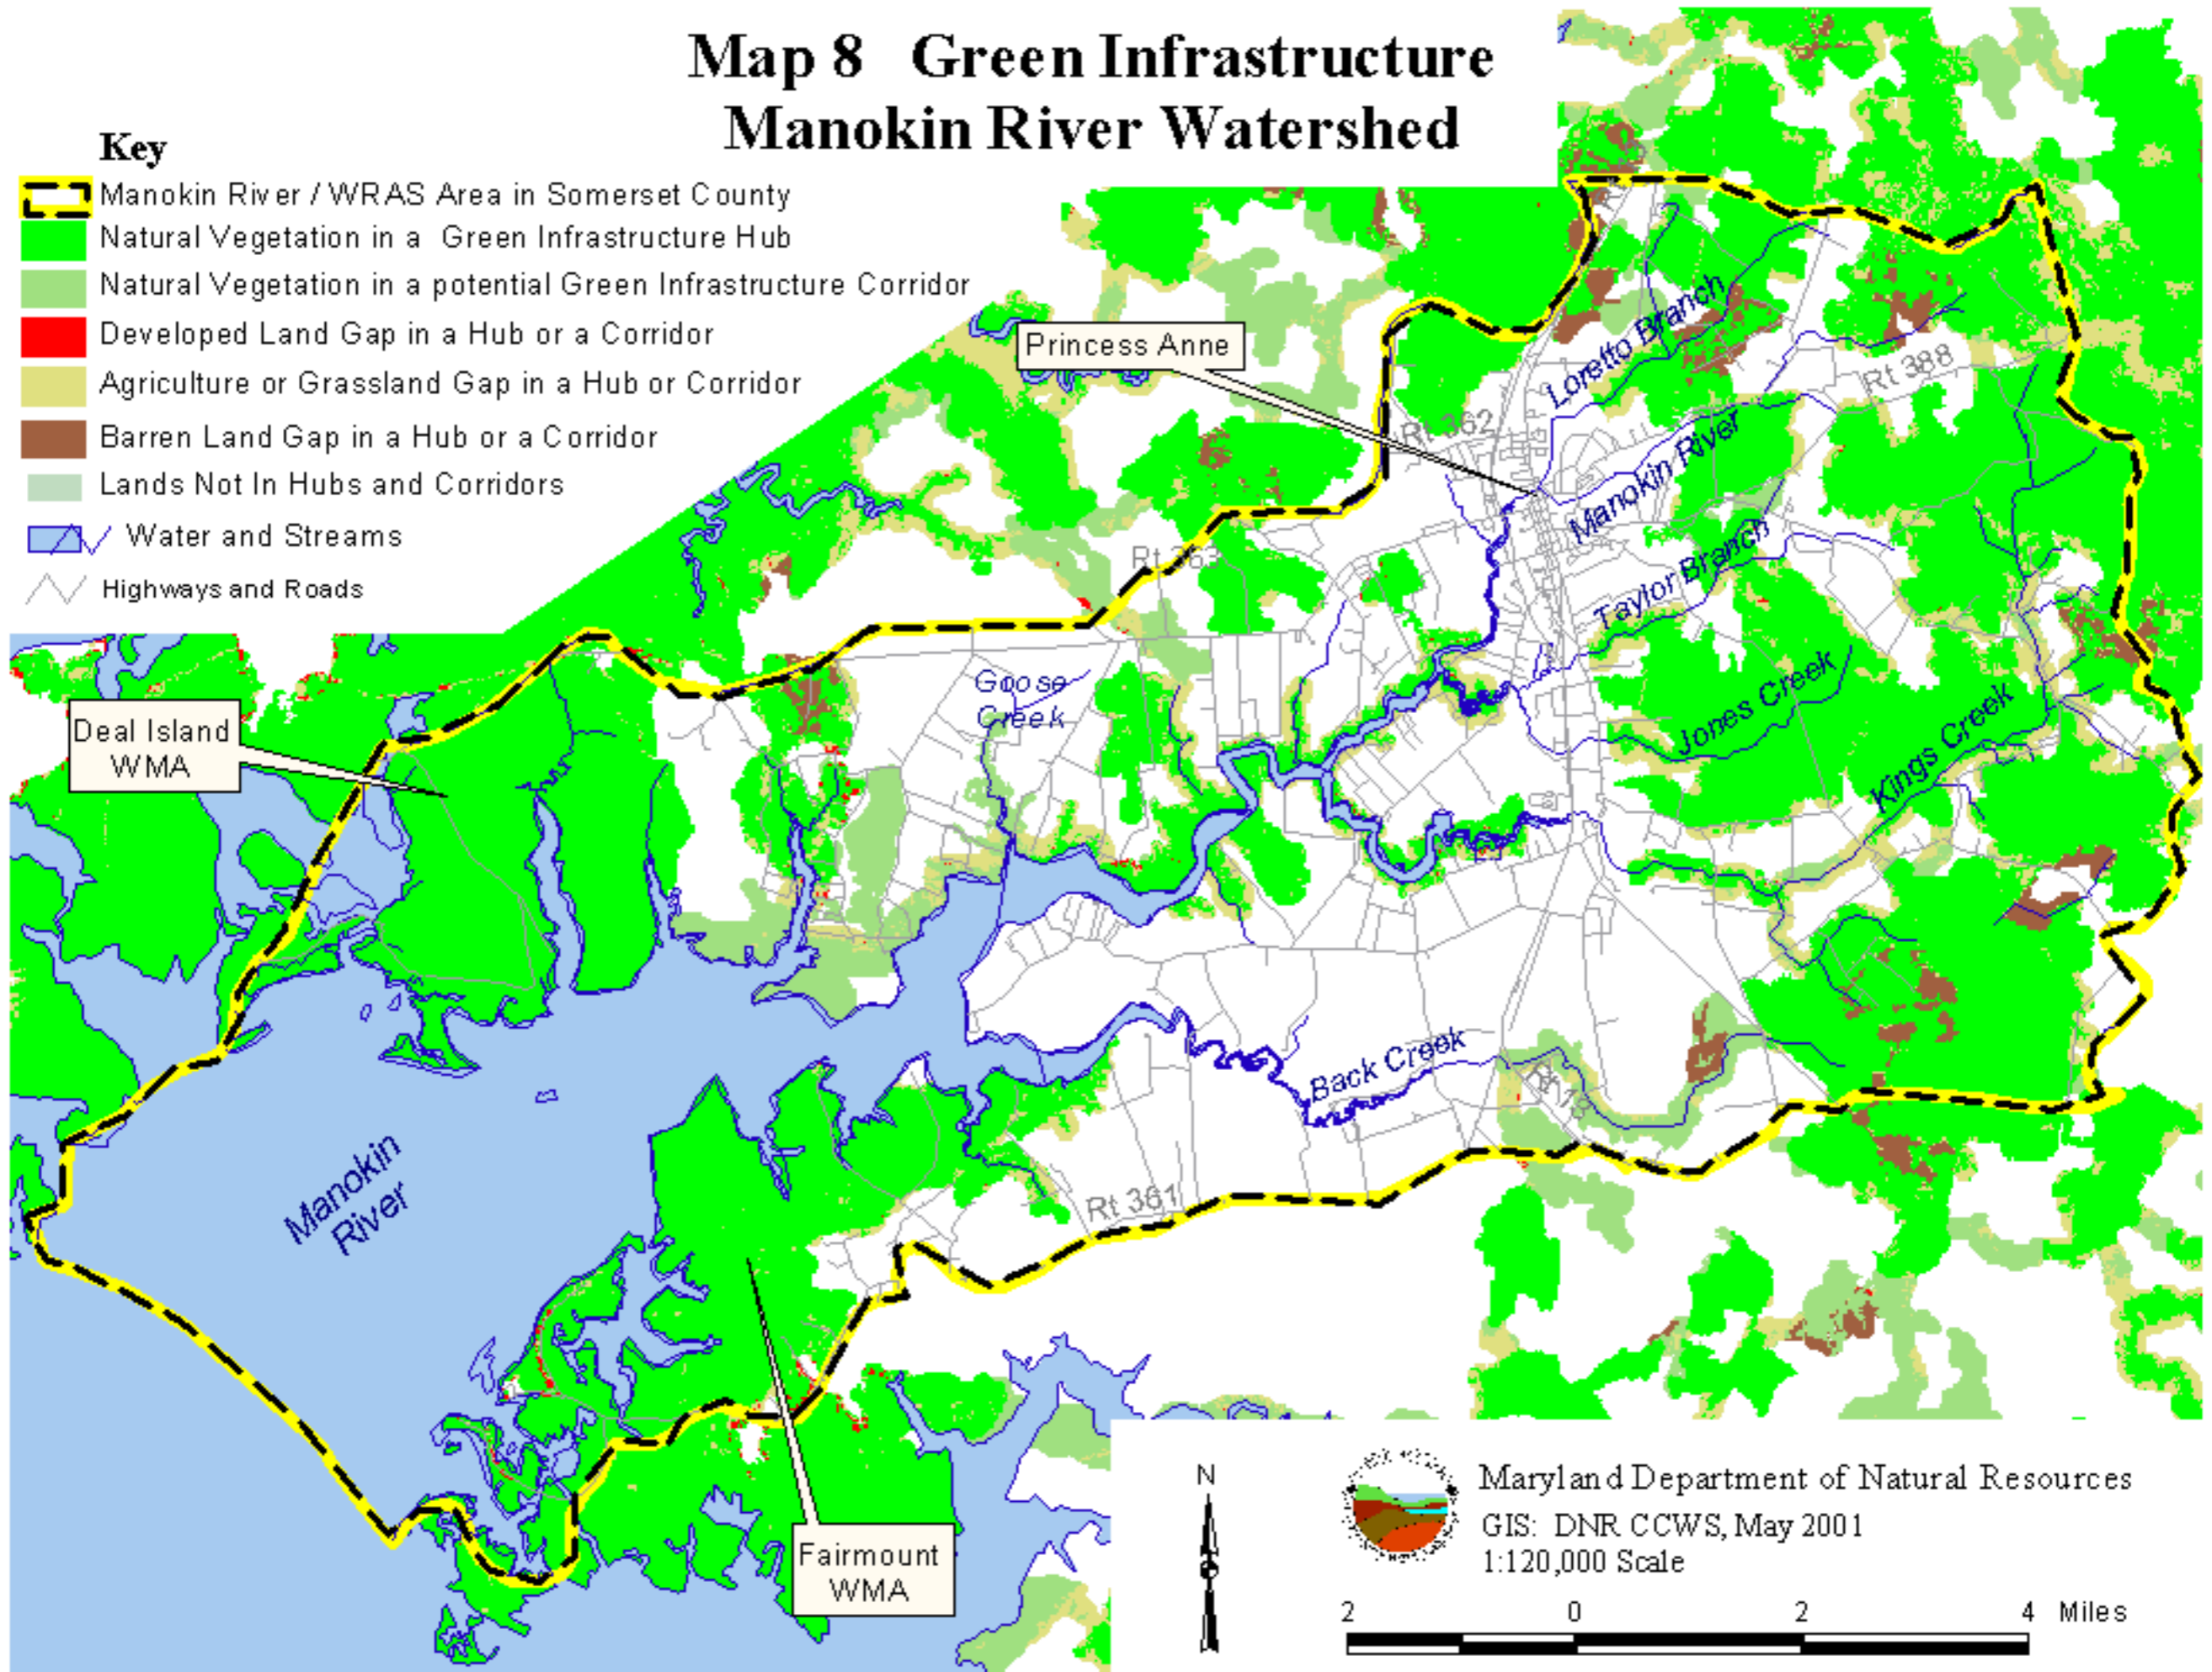 Map 8 Green Infrastructure
Manokin River Watershed
Key
Manokin River / WRAS Area in Somerset County
Natural Vegetation in a Green Infrastructure Hub
Natural Vegetation in a potential Green Infrastructure Corridor
Developed Land Gap in a Hub or a Corridor
Agriculture or Grassland Gap in a Hub or Corridor
Barren Land Gap in a Hub or a Corridor
Lands Not In Hubs and Corridors
Water and Streams
Highways and Roads
Princess Anne
Loretto Branch
Rt 388
Rt 362
Manokin River
Rt 363
Taylor Branch
Goose
Creek
Jones Creek
Kings Creek
Deal Island
WMA
Back Creek
Manokin
River
Rt 361
Fairmount
WMA
N
Maryland Department of Natural Resources
GIS: DNR CCWS, May 2001
1:120,000 Scale
2 0 2 4 Miles